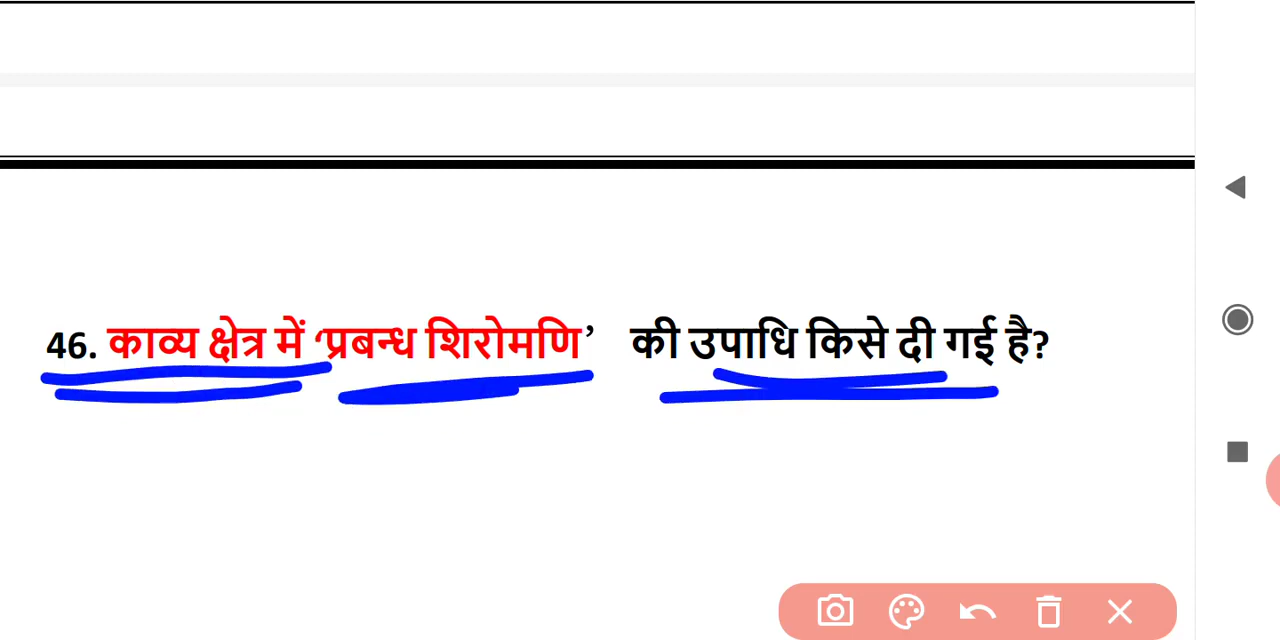 46. काव्य क्षेत्र में ‘प्रबन्ध शिरोमणि’ की उपाधि किसे दी गई है?